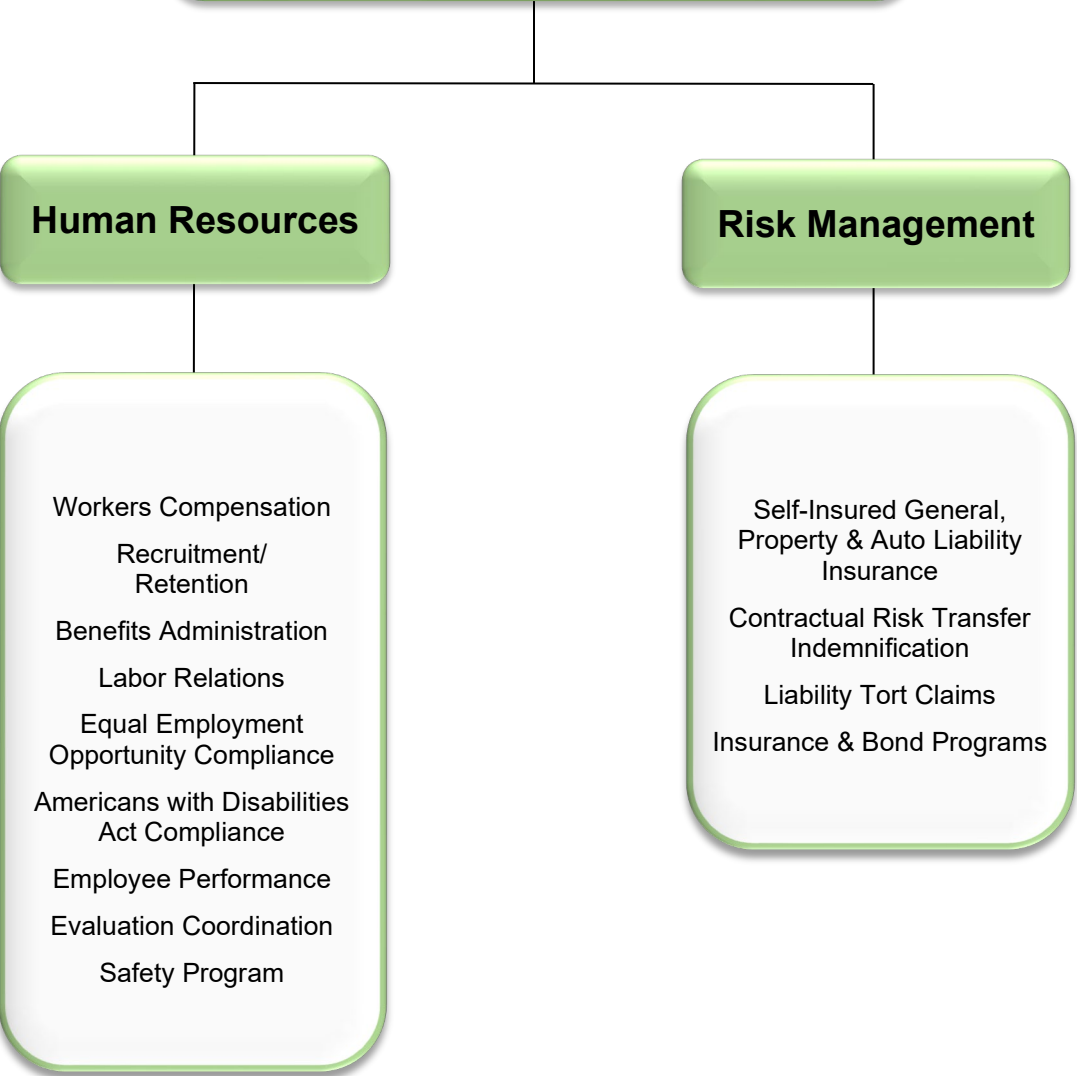 Human Resources
Risk Management
Workers Compensation
Recruitment/
Retention
Benefits Administration
Labor Relations
Equal Employment
Opportunity Compliance
Americans with Disabilities
Act Compliance
Employee Performance
Evaluation Coordination
Safety Program
Self-Insured General,
Property & Auto Liability
Insurance
Contractual Risk Transfer
Indemnification
Liability Tort Claims
Insurance & Bond Programs